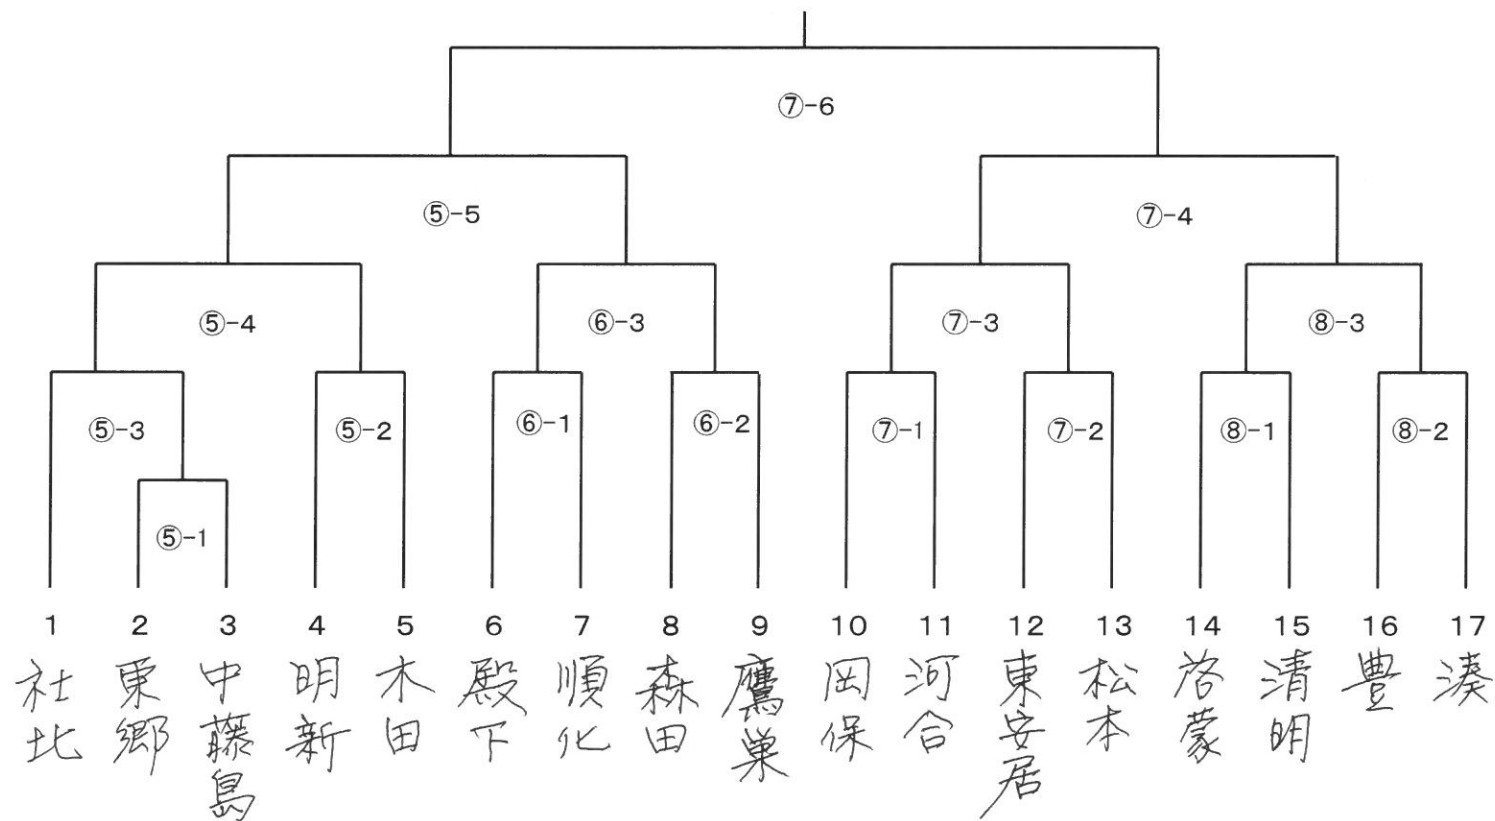 ⑦-6
⑤-5 ⑦-4
⑤-4 ⑥-3 ⑦-3 ⑧-3
⑤-3 ⑤-2 ⑥-1 ⑥-2 ⑦-1 ⑦-2 ⑧-1 ⑧-2
⑤-1
1 2 3 4 5 6 7 8 9 10 11 12 13 14 15 16 17
社北
東郷
中藤島
明新
木田
殿下
順化
森田
鷹巣
岡保
河合
東安居
松本
啓蒙
清明
豊
湊